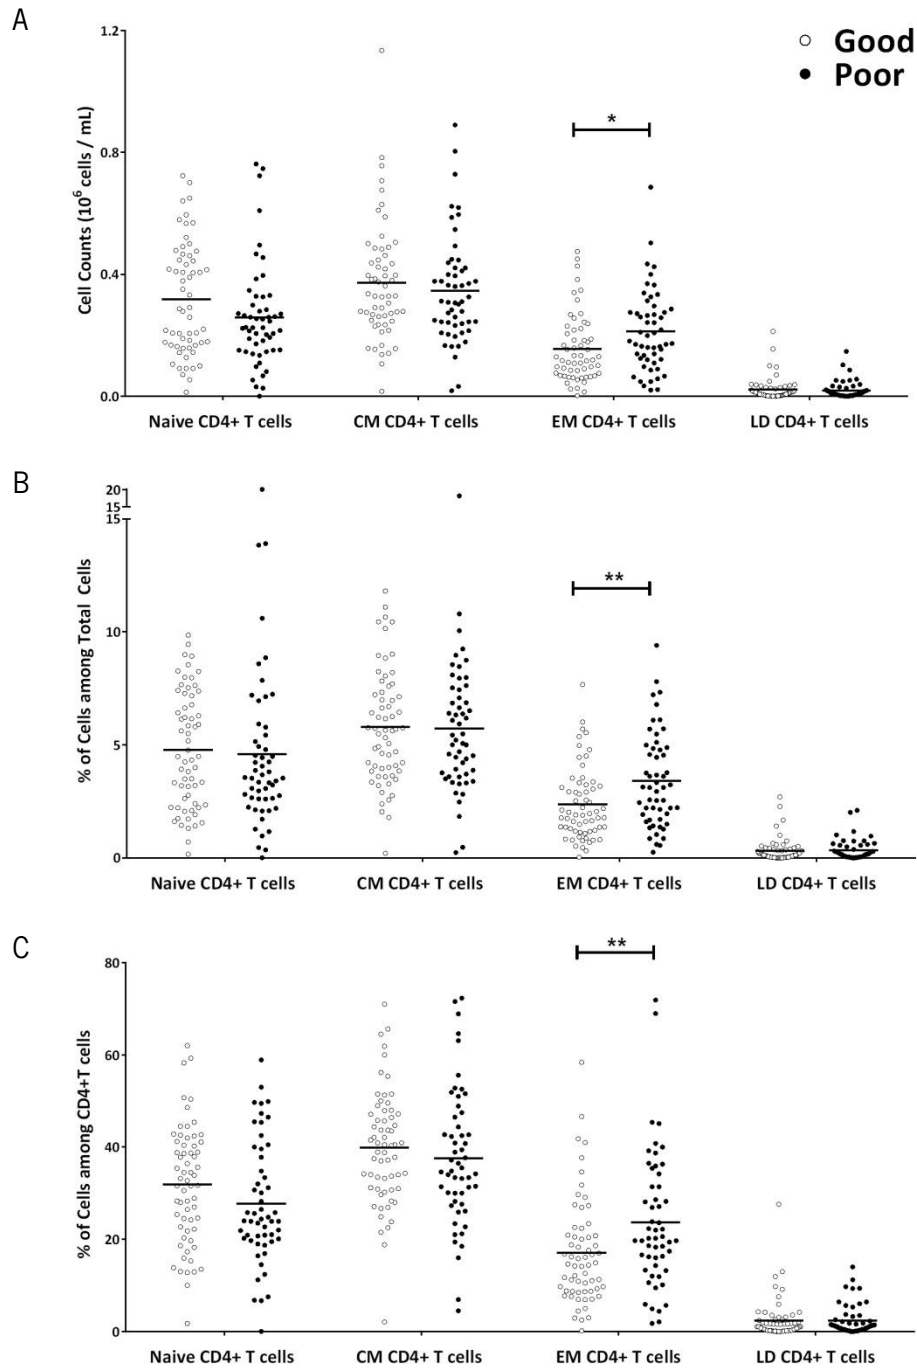 A
1.2
0.8
0.4
0.0
Cell Counts (10⁶ cells / mL)
○ Good
● Poor
*
Naive CD4+ T cells CM CD4+ T cells EM CD4+ T cells LD CD4+ T cells
B
20
15
15
10
5
0
% of Cells among Total Cells
**
Naive CD4+ T cells CM CD4+ T cells EM CD4+ T cells LD CD4+ T cells
C
80
60
40
20
0
% of Cells among CD4+T cells
**
Naive CD4+ T cells CM CD4+ T cells EM CD4+ T cells LD CD4+ T cells